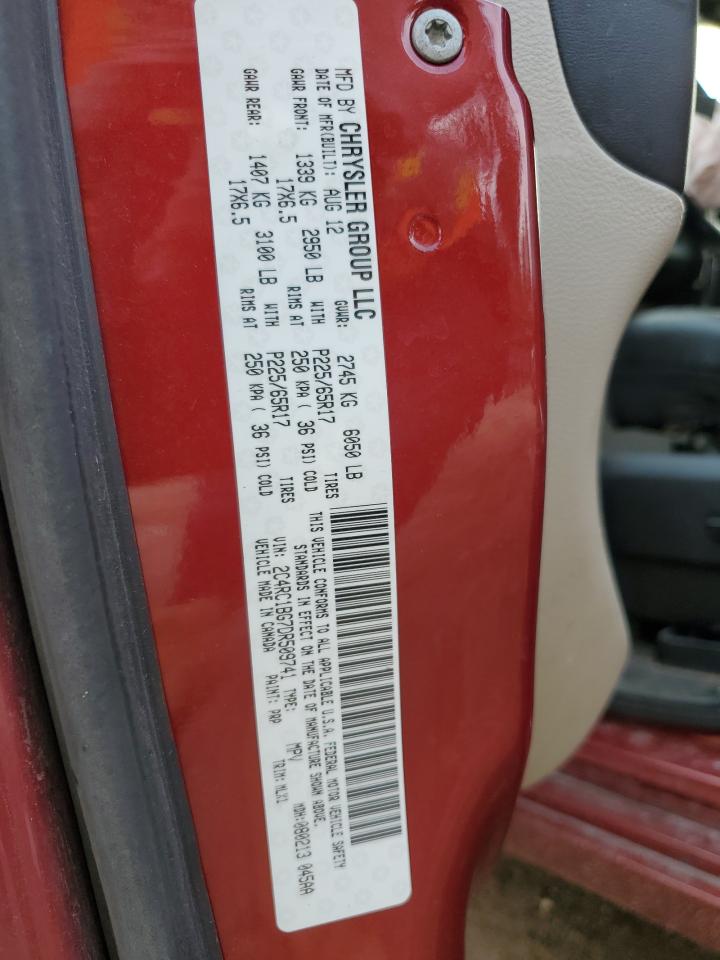 MFD BY CHRYSLER GROUP LLC
DATE OF MFR(BUILT): AUG 12 GVWR: 2745 KG 6050 LB
GAWR FRONT: 1339 KG 2950 LB WITH P225/65R17 TIRES
17X6.5 RIMS AT 250 KPA ( 36 PSI) COLD
GAWR REAR: 1407 KG 3100 LB WITH P225/65R17 TIRES
17X6.5 RIMS AT 250 KPA ( 36 PSI) COLD
THIS VEHICLE CONFORMS TO ALL APPLICABLE U.S.A. FEDERAL MOTOR VEHICLE SAFETY
STANDARDS IN EFFECT ON THE DATE OF MANUFACTURE SHOWN ABOVE.
VIN: 2C4RC1BG7DR509741 TYPE: MPV MDH:080213 045AA
VEHICLE MADE IN CANADA PAINT: PRP TRIM: